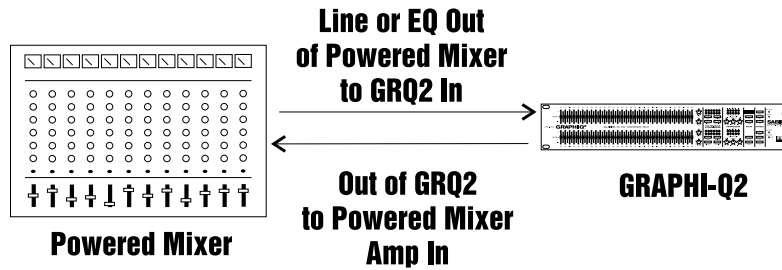 Line or EQ Out
of Powered Mixer
to GRQ2 In
GRAPHI-Q2
Out of GRQ2
to Powered Mixer
Amp In
Powered Mixer